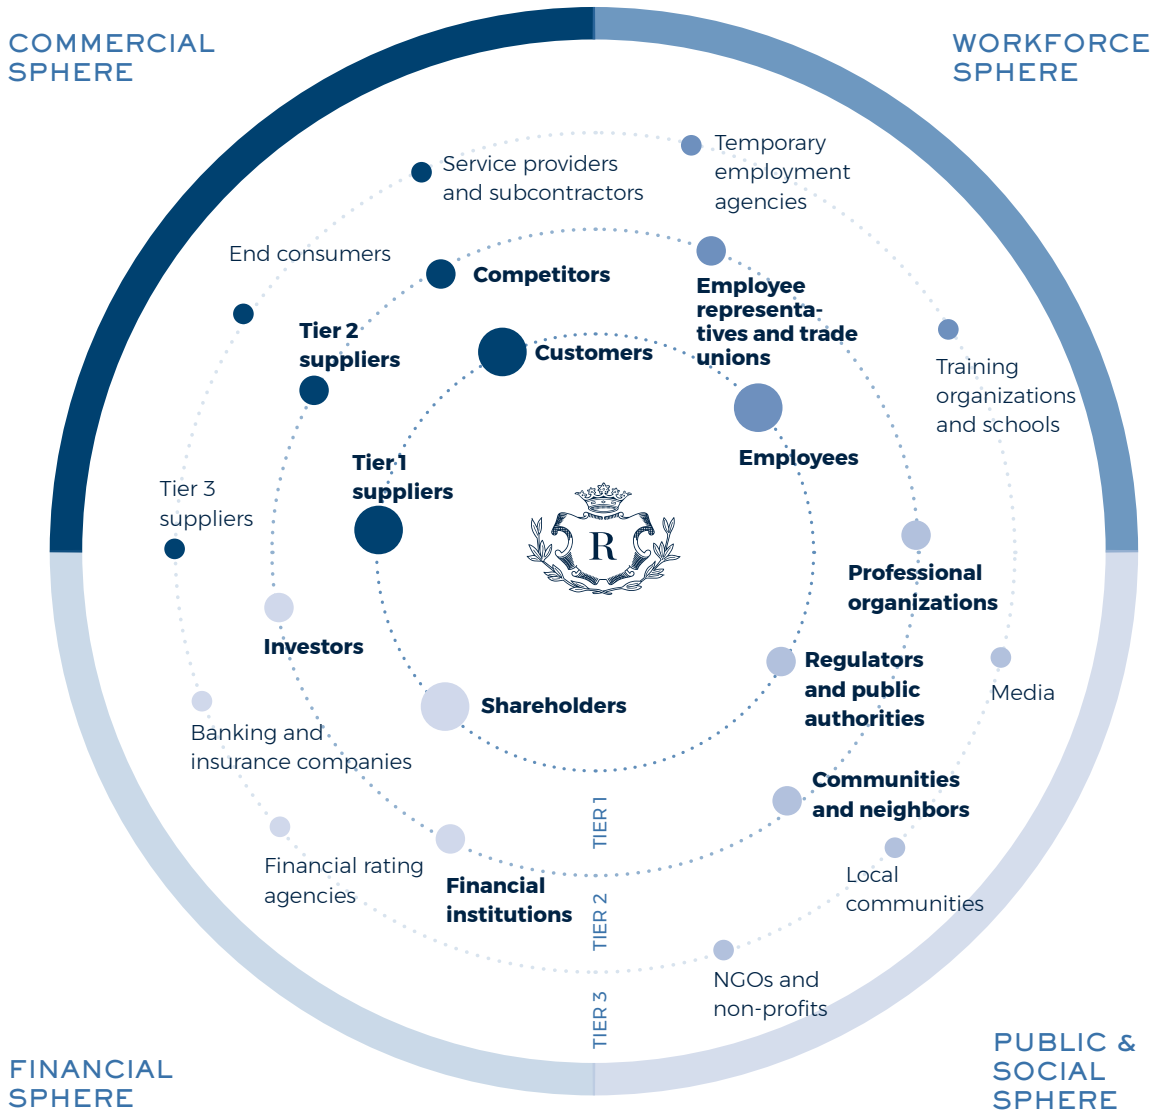 COMMERCIAL
SPHERE
WORKFORCE
SPHERE
Temporary
employment
agencies
Service providers
and subcontractors
End consumers
Competitors
Employee
representa-
tives and trade
unions
Tier 2
suppliers
Customers
Training
organizations
and schools
Employees
Tier 1
suppliers
Tier 3
suppliers
R
Professional
organizations
Investors
Regulators
and public
authorities
Media
Shareholders
Banking and
insurance companies
Communities
and neighbors
TIER 1
Financial rating
agencies
Local
communities
Financial
institutions
TIER 2
NGOs and
non-profits
TIER 3
FINANCIAL
SPHERE
PUBLIC &
SOCIAL
SPHERE